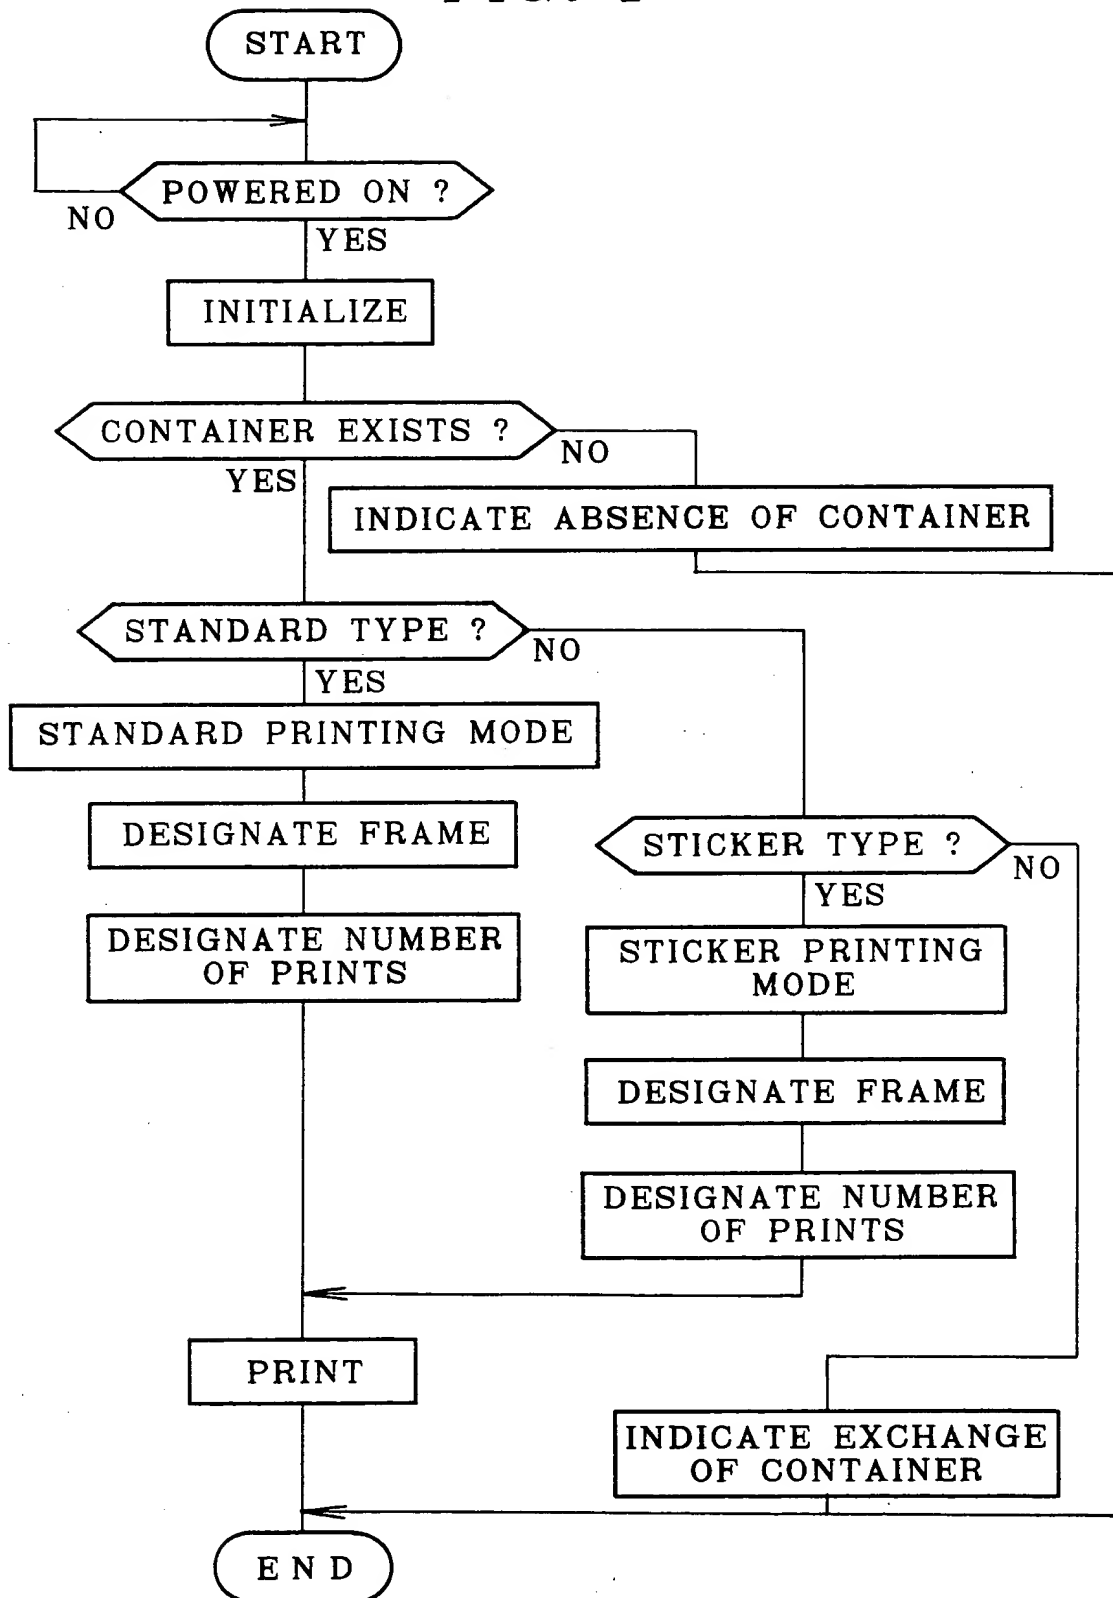 START
POWERED ON ?
NO
YES
INITIALIZE
CONTAINER EXISTS ?
NO
YES
INDICATE ABSENCE OF CONTAINER
STANDARD TYPE ?
NO
YES
STANDARD PRINTING MODE
DESIGNATE FRAME
STICKER TYPE ?
NO
YES
DESIGNATE NUMBER
OF PRINTS
STICKER PRINTING
MODE
DESIGNATE FRAME
DESIGNATE NUMBER
OF PRINTS
PRINT
INDICATE EXCHANGE
OF CONTAINER
END